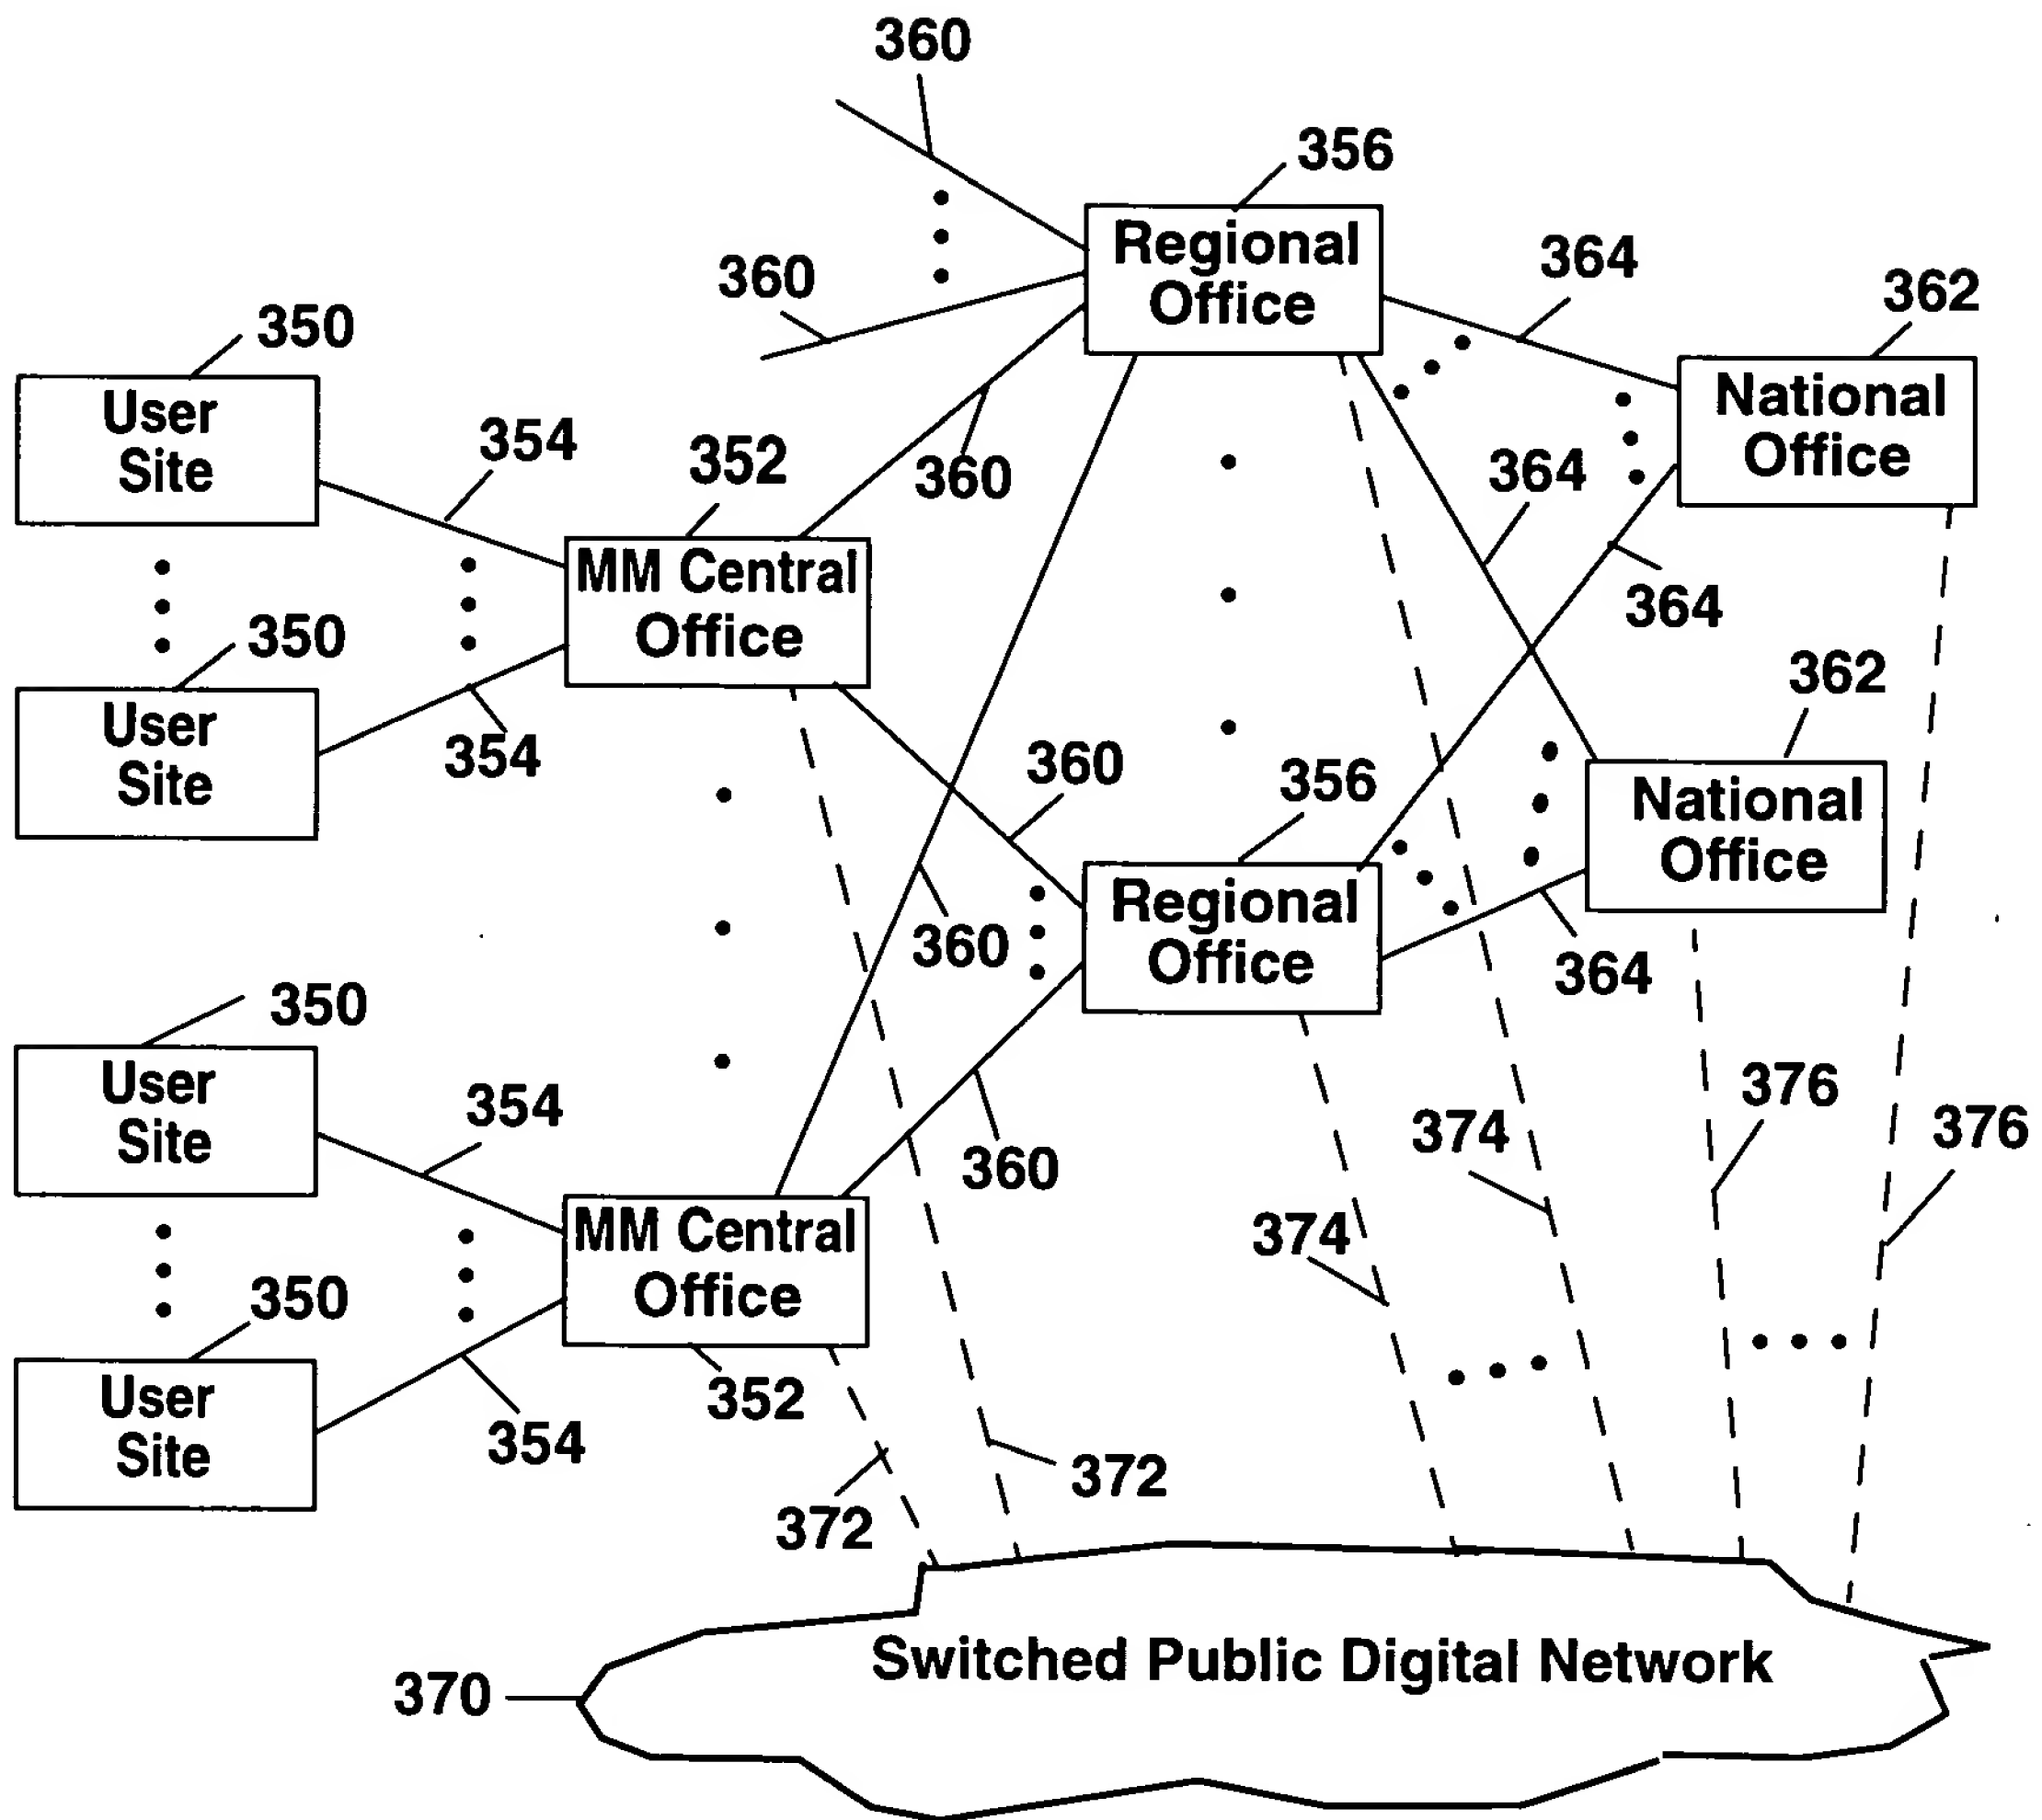 360
356
Regional
Office
364
360
362
350
User
Site
National
Office
354
352
360
364
MM Central
Office
364
350
User
Site
354
362
360
356
National
Office
Regional
Office
360
364
350
User
Site
354
376
374
376
360
374
MM Central
Office
350
User
Site
352
354
372
372
Switched Public Digital Network
370